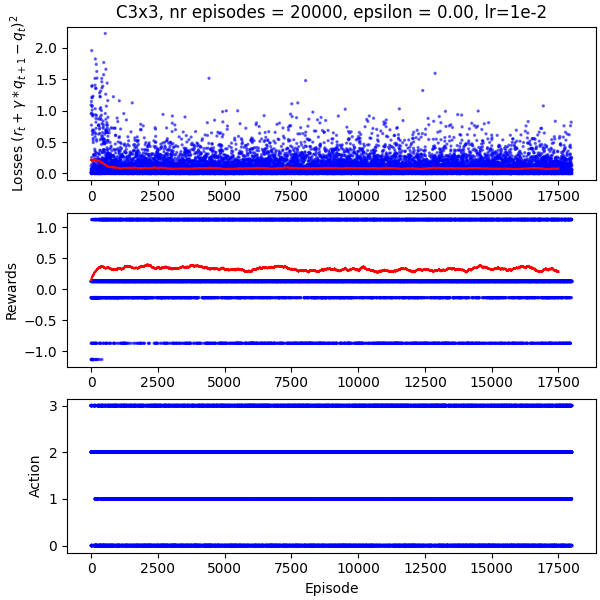 C3x3, nr episodes = 20000, epsilon = 0.00, lr=1e-2
Losses (r_t + γ * q_{t+1} − q_t)²
2.0
1.5
1.0
0.5
0.0
0 2500 5000 7500 10000 12500 15000 17500
Rewards
1.0
0.5
0.0
−0.5
−1.0
0 2500 5000 7500 10000 12500 15000 17500
Action
3
2
1
0
0 2500 5000 7500 10000 12500 15000 17500
Episode